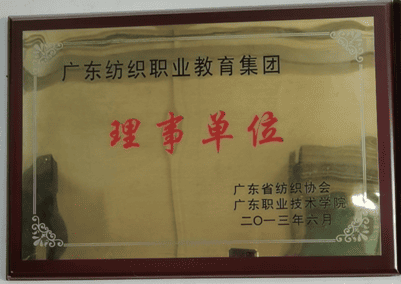 广东纺织职业教育集团
理事单位
广东省纺织协会
广东职业技术学院
二〇一三年六月